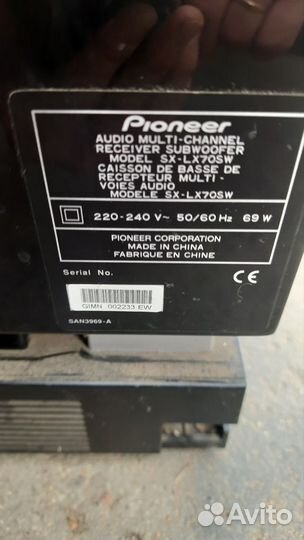 Pioneer
AUDIO MULTI-CHANNEL
RECEIVER SUBWOOFER
MODEL SX-LX70SW
CAISSON DE BASSE DE
RECEPTEUR MULTI-
VOIES AUDIO
MODELE SX-LX70SW
220-240 V~ 50/60 Hz 69 W
PIONEER CORPORATION
MADE IN CHINA
FABRIQUE EN CHINE
Serial No.
CE
GIMN 002233 EW
SAN3969-A
Avito